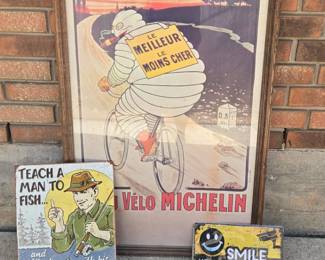 LE
MEILLEUR
LE
MOINS CHER
VÉLO MICHELIN
TEACH A
MAN TO
FISH...
and
SMILE